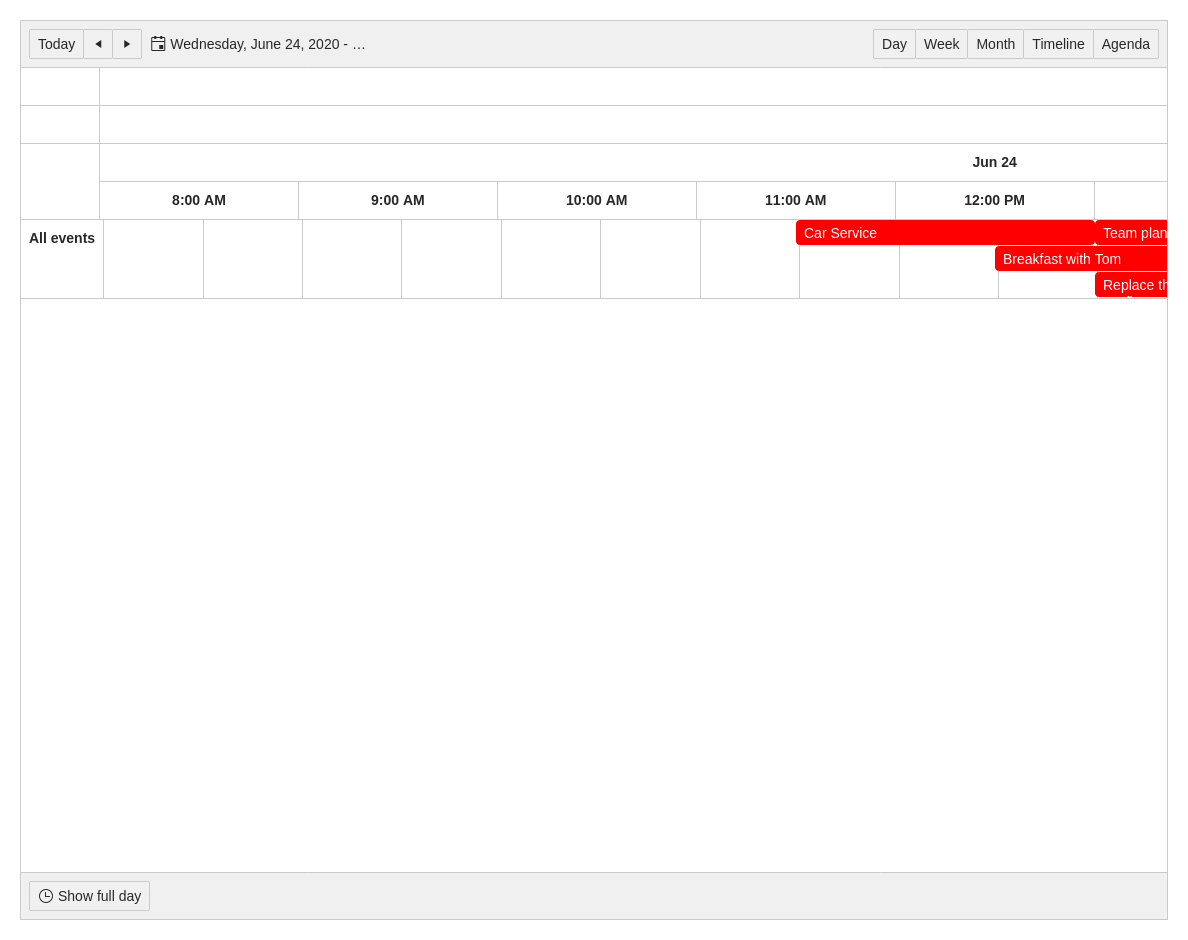 Today Wednesday, June 24, 2020 - … Day Week Month Timeline Agenda
Jun 24
8:00 AM 9:00 AM 10:00 AM 11:00 AM 12:00 PM
All events Car Service Team plan
Breakfast with Tom
Replace th
Show full day